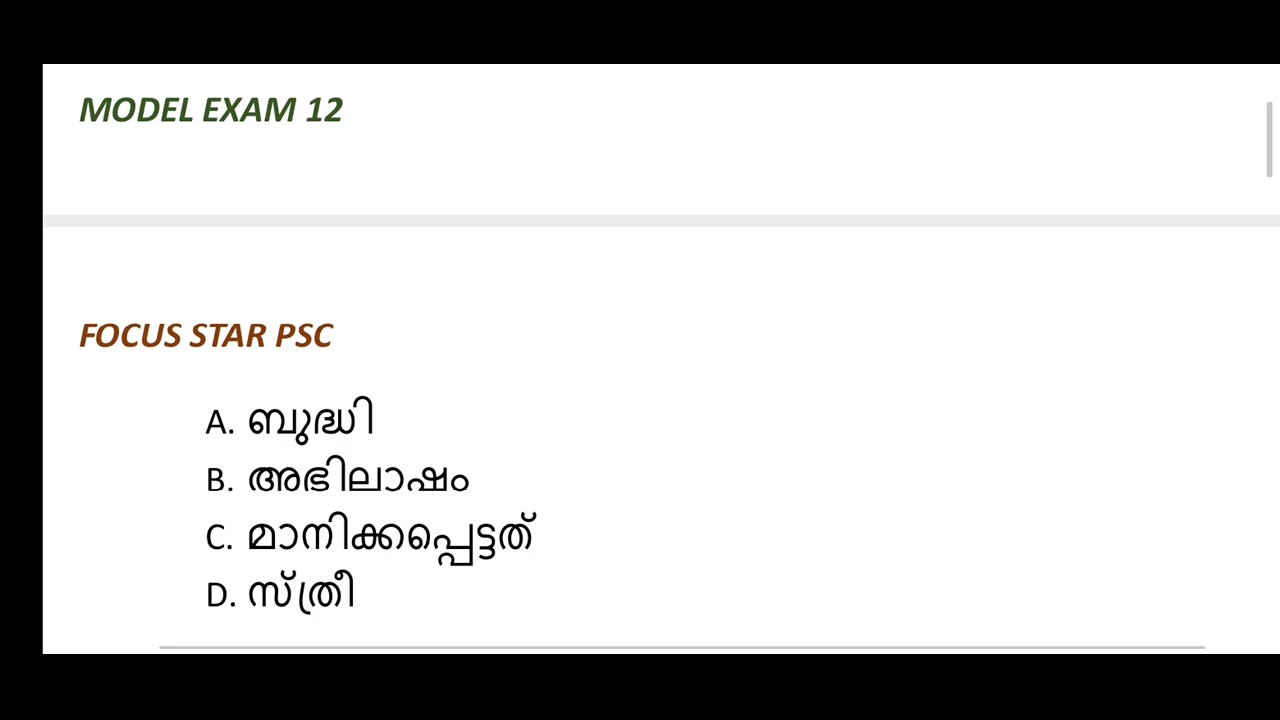 MODEL EXAM 12
FOCUS STAR PSC
A. ബുദ്ധി
B. അഭിലാഷം
C. മാനിക്കപ്പെട്ടത്
D. സ്ത്രീ